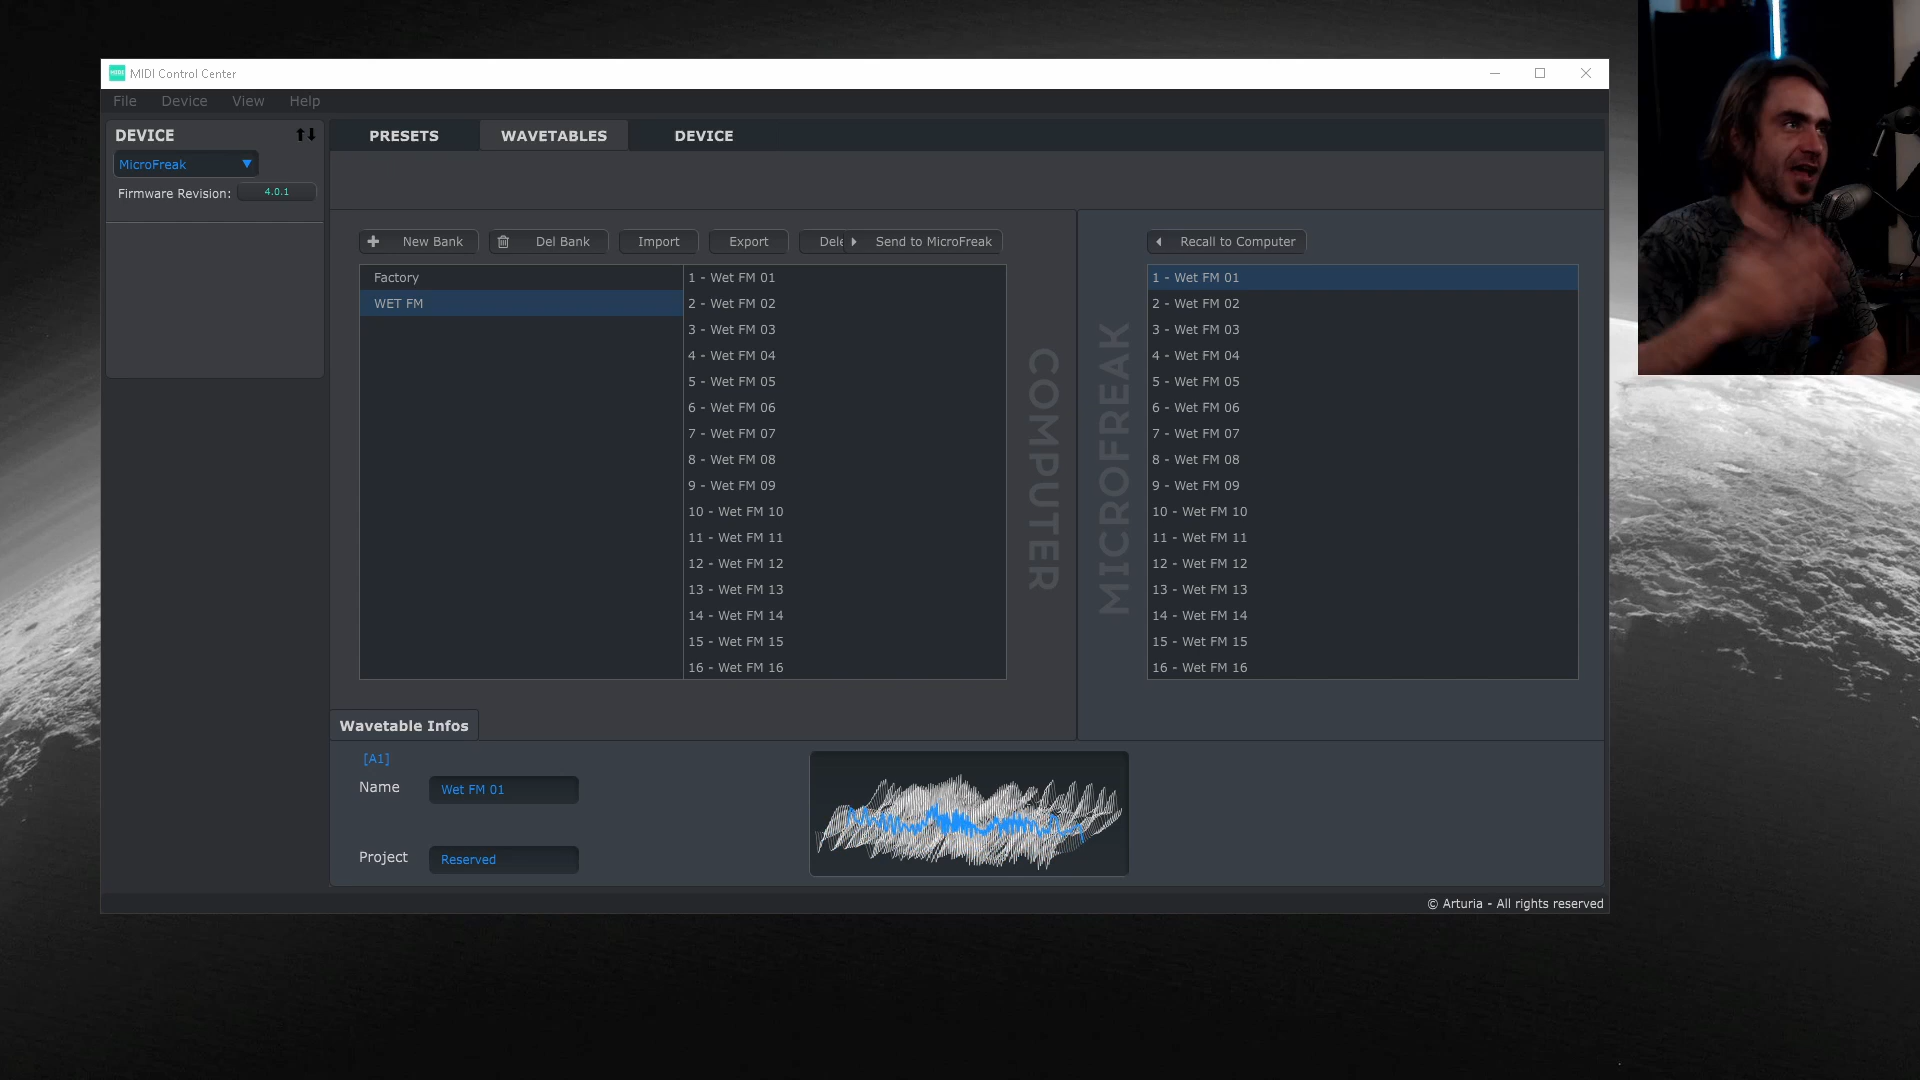 MIDI Control Center
File Device View Help
DEVICE
MicroFreak
Firmware Revision: 4.0.1
PRESETS WAVETABLES DEVICE
New Bank Del Bank Import Export Dele Send to MicroFreak
Recall to Computer
Factory
WET FM
1 - Wet FM 01
2 - Wet FM 02
3 - Wet FM 03
4 - Wet FM 04
5 - Wet FM 05
6 - Wet FM 06
7 - Wet FM 07
8 - Wet FM 08
9 - Wet FM 09
10 - Wet FM 10
11 - Wet FM 11
12 - Wet FM 12
13 - Wet FM 13
14 - Wet FM 14
15 - Wet FM 15
16 - Wet FM 16
COMPUTER
MICROFREAK
1 - Wet FM 01
2 - Wet FM 02
3 - Wet FM 03
4 - Wet FM 04
5 - Wet FM 05
6 - Wet FM 06
7 - Wet FM 07
8 - Wet FM 08
9 - Wet FM 09
10 - Wet FM 10
11 - Wet FM 11
12 - Wet FM 12
13 - Wet FM 13
14 - Wet FM 14
15 - Wet FM 15
16 - Wet FM 16
Wavetable Infos
[A1]
Name Wet FM 01
Project Reserved
© Arturia - All rights reserved